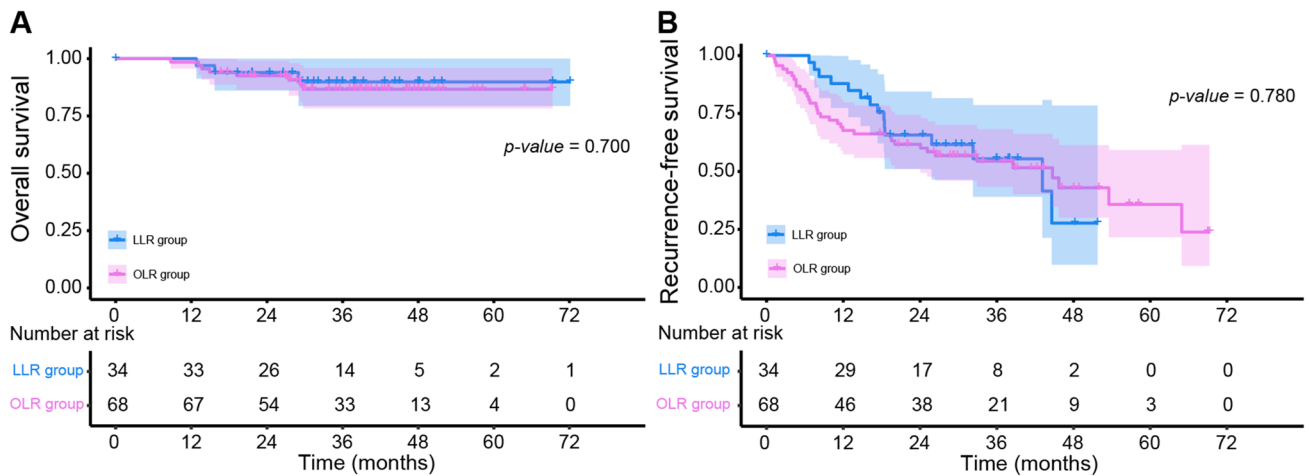 A
Overall survival
1.00
0.75
0.50
0.25
0.00
p-value = 0.700
LLR group
OLR group
0 12 24 36 48 60 72
Number at risk
LLR group 34 33 26 14 5 2 1
OLR group 68 67 54 33 13 4 0
0 12 24 36 48 60 72
Time (months)
B
Recurrence-free survival
1.00
0.75
0.50
0.25
0.00
p-value = 0.780
LLR group
OLR group
0 12 24 36 48 60 72
Number at risk
LLR group 34 29 17 8 2 0 0
OLR group 68 46 38 21 9 3 0
0 12 24 36 48 60 72
Time (months)